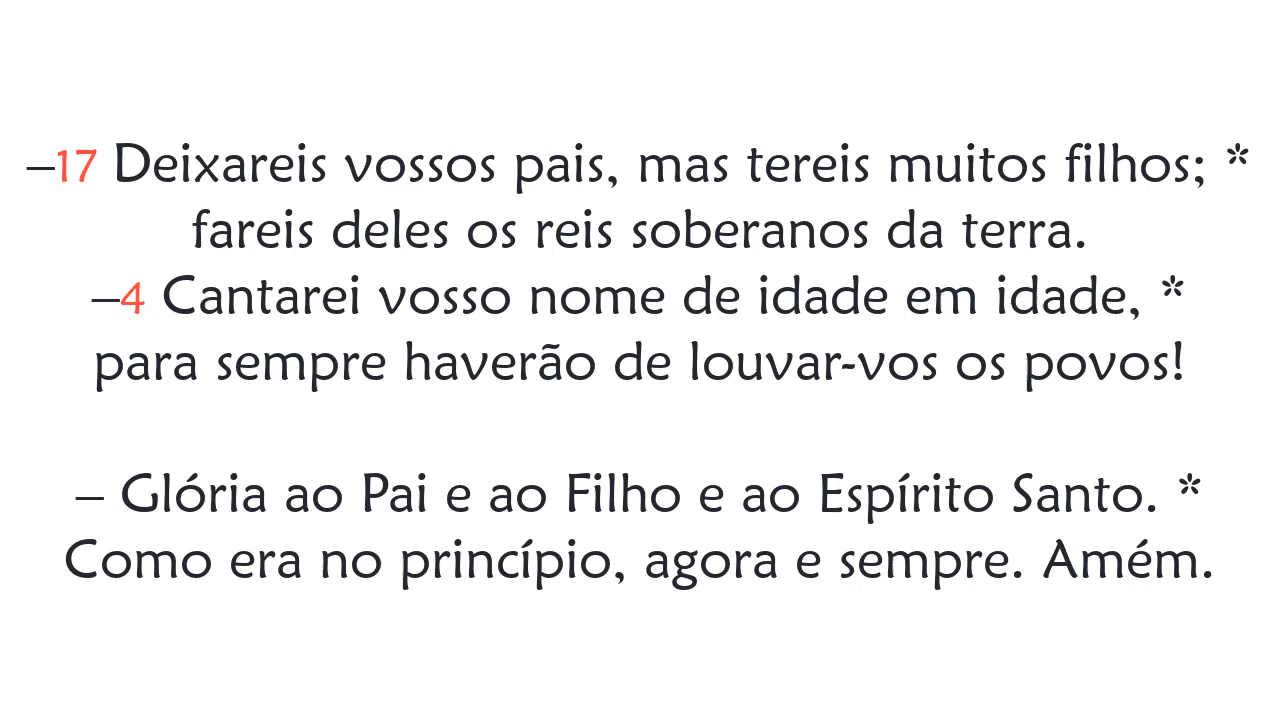 –17 Deixareis vossos pais, mas tereis muitos filhos; *
fareis deles os reis soberanos da terra.
–4 Cantarei vosso nome de idade em idade, *
para sempre haverão de louvar-vos os povos!
– Glória ao Pai e ao Filho e ao Espírito Santo. *
Como era no princípio, agora e sempre. Amém.